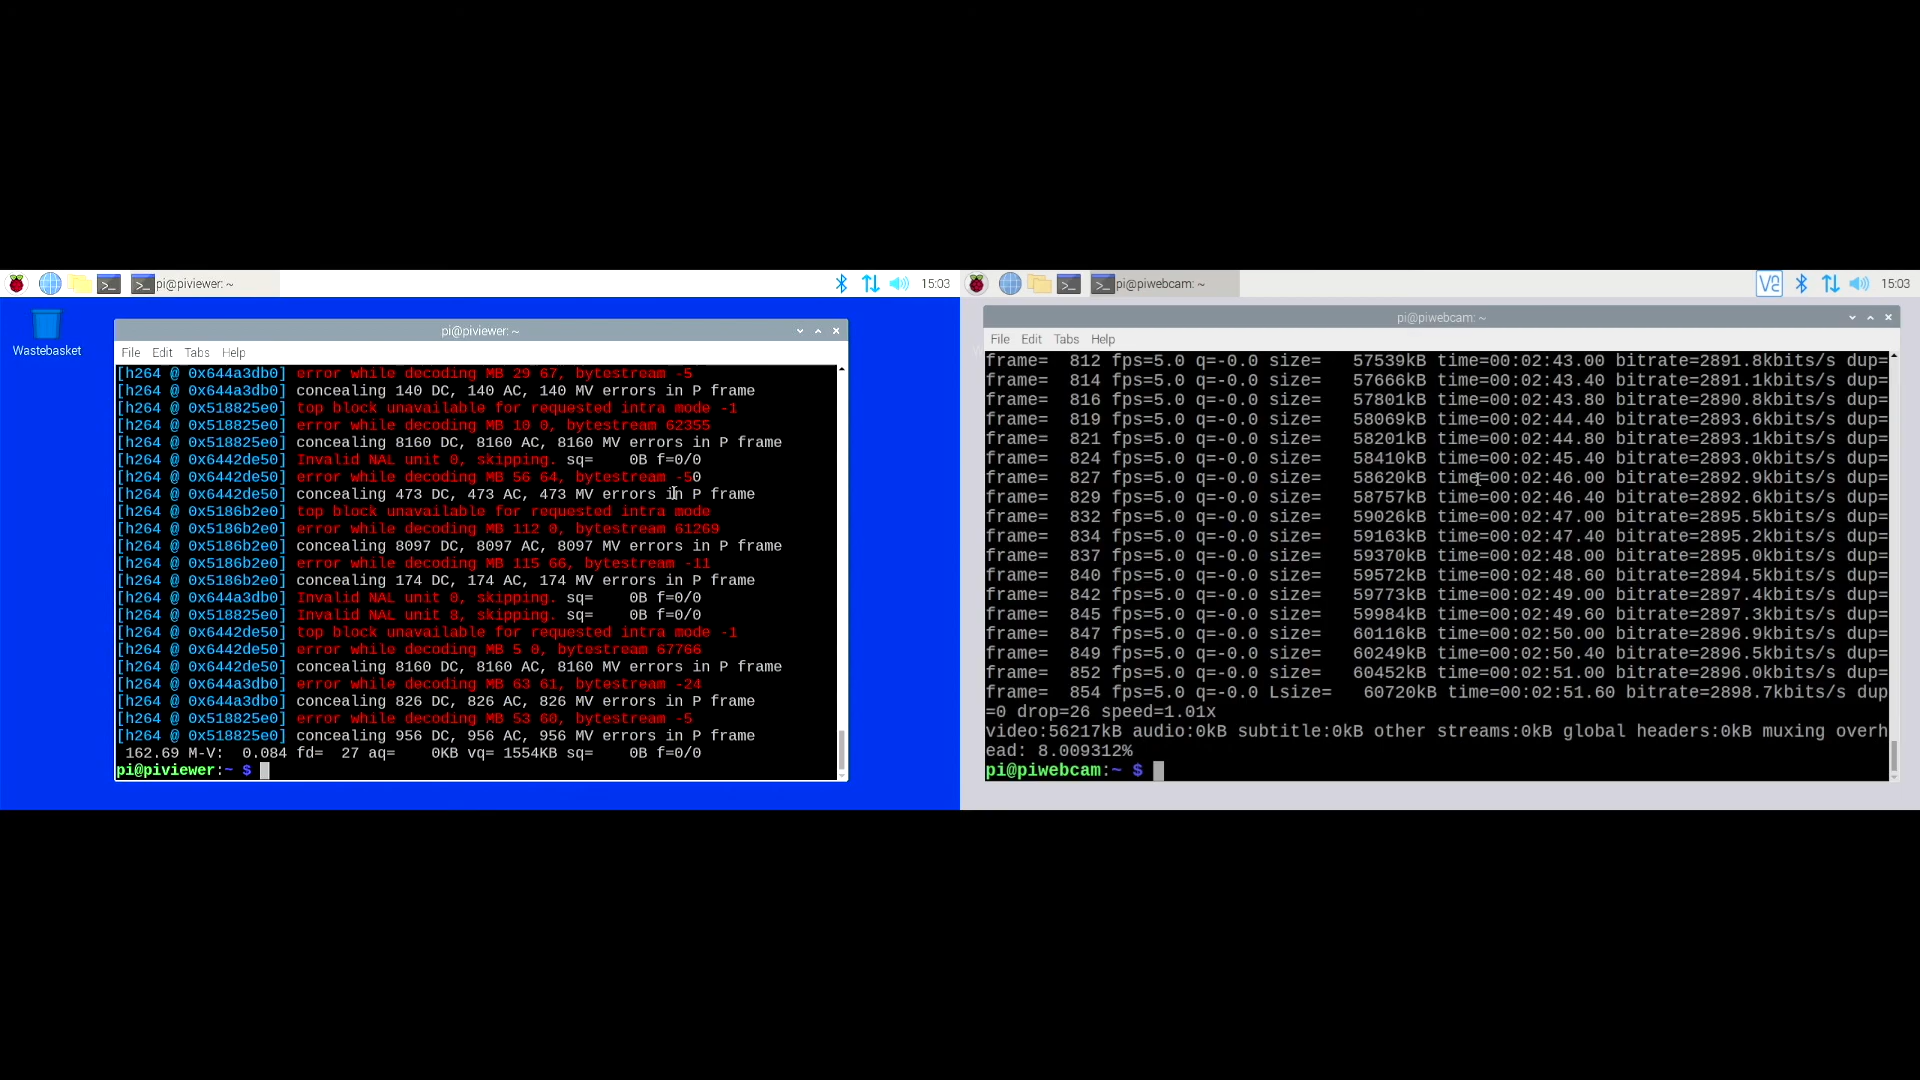 pi@piviewer: ~
15:03
Wastebasket
pi@piviewer: ~
File Edit Tabs Help
[h264 @ 0x644a3db0] error while decoding MB 29 67, bytestream -5
[h264 @ 0x644a3db0] concealing 140 DC, 140 AC, 140 MV errors in P frame
[h264 @ 0x518825e0] top block unavailable for requested intra mode -1
[h264 @ 0x518825e0] error while decoding MB 10 0, bytestream 62355
[h264 @ 0x518825e0] concealing 8160 DC, 8160 AC, 8160 MV errors in P frame
[h264 @ 0x6442de50] Invalid NAL unit 0, skipping. sq=    0B f=0/0
[h264 @ 0x6442de50] error while decoding MB 56 64, bytestream -50
[h264 @ 0x6442de50] concealing 473 DC, 473 AC, 473 MV errors in P frame
[h264 @ 0x5186b2e0] top block unavailable for requested intra mode
[h264 @ 0x5186b2e0] error while decoding MB 112 0, bytestream 61269
[h264 @ 0x5186b2e0] concealing 8097 DC, 8097 AC, 8097 MV errors in P frame
[h264 @ 0x5186b2e0] error while decoding MB 115 66, bytestream -11
[h264 @ 0x5186b2e0] concealing 174 DC, 174 AC, 174 MV errors in P frame
[h264 @ 0x644a3db0] Invalid NAL unit 0, skipping. sq=    0B f=0/0
[h264 @ 0x518825e0] Invalid NAL unit 8, skipping. sq=    0B f=0/0
[h264 @ 0x6442de50] top block unavailable for requested intra mode -1
[h264 @ 0x6442de50] error while decoding MB 5 0, bytestream 67766
[h264 @ 0x6442de50] concealing 8160 DC, 8160 AC, 8160 MV errors in P frame
[h264 @ 0x644a3db0] error while decoding MB 63 61, bytestream -24
[h264 @ 0x644a3db0] concealing 826 DC, 826 AC, 826 MV errors in P frame
[h264 @ 0x518825e0] error while decoding MB 53 60, bytestream -5
[h264 @ 0x518825e0] concealing 956 DC, 956 AC, 956 MV errors in P frame
162.69 M-V:  0.084 fd=  27 aq=    0KB vq= 1554KB sq=    0B f=0/0
pi@piviewer:~ $
pi@piwebcam: ~
15:03
pi@piwebcam: ~
File Edit Tabs Help
frame=  812 fps=5.0 q=-0.0 size=   57539kB time=00:02:43.00 bitrate=2891.8kbits/s dup=
frame=  814 fps=5.0 q=-0.0 size=   57666kB time=00:02:43.40 bitrate=2891.1kbits/s dup=
frame=  816 fps=5.0 q=-0.0 size=   57801kB time=00:02:43.80 bitrate=2890.8kbits/s dup=
frame=  819 fps=5.0 q=-0.0 size=   58069kB time=00:02:44.40 bitrate=2893.6kbits/s dup=
frame=  821 fps=5.0 q=-0.0 size=   58201kB time=00:02:44.80 bitrate=2893.1kbits/s dup=
frame=  824 fps=5.0 q=-0.0 size=   58410kB time=00:02:45.40 bitrate=2893.0kbits/s dup=
frame=  827 fps=5.0 q=-0.0 size=   58620kB time=00:02:46.00 bitrate=2892.9kbits/s dup=
frame=  829 fps=5.0 q=-0.0 size=   58757kB time=00:02:46.40 bitrate=2892.6kbits/s dup=
frame=  832 fps=5.0 q=-0.0 size=   59026kB time=00:02:47.00 bitrate=2895.5kbits/s dup=
frame=  834 fps=5.0 q=-0.0 size=   59163kB time=00:02:47.40 bitrate=2895.2kbits/s dup=
frame=  837 fps=5.0 q=-0.0 size=   59370kB time=00:02:48.00 bitrate=2895.0kbits/s dup=
frame=  840 fps=5.0 q=-0.0 size=   59572kB time=00:02:48.60 bitrate=2894.5kbits/s dup=
frame=  842 fps=5.0 q=-0.0 size=   59773kB time=00:02:49.00 bitrate=2897.4kbits/s dup=
frame=  845 fps=5.0 q=-0.0 size=   59984kB time=00:02:49.60 bitrate=2897.3kbits/s dup=
frame=  847 fps=5.0 q=-0.0 size=   60116kB time=00:02:50.00 bitrate=2896.9kbits/s dup=
frame=  849 fps=5.0 q=-0.0 size=   60249kB time=00:02:50.40 bitrate=2896.5kbits/s dup=
frame=  852 fps=5.0 q=-0.0 size=   60452kB time=00:02:51.00 bitrate=2896.0kbits/s dup=
frame=  854 fps=5.0 q=-0.0 Lsize=   60720kB time=00:02:51.60 bitrate=2898.7kbits/s dup
=0 drop=26 speed=1.01x
video:56217kB audio:0kB subtitle:0kB other streams:0kB global headers:0kB muxing overh
ead: 8.009312%
pi@piwebcam:~ $